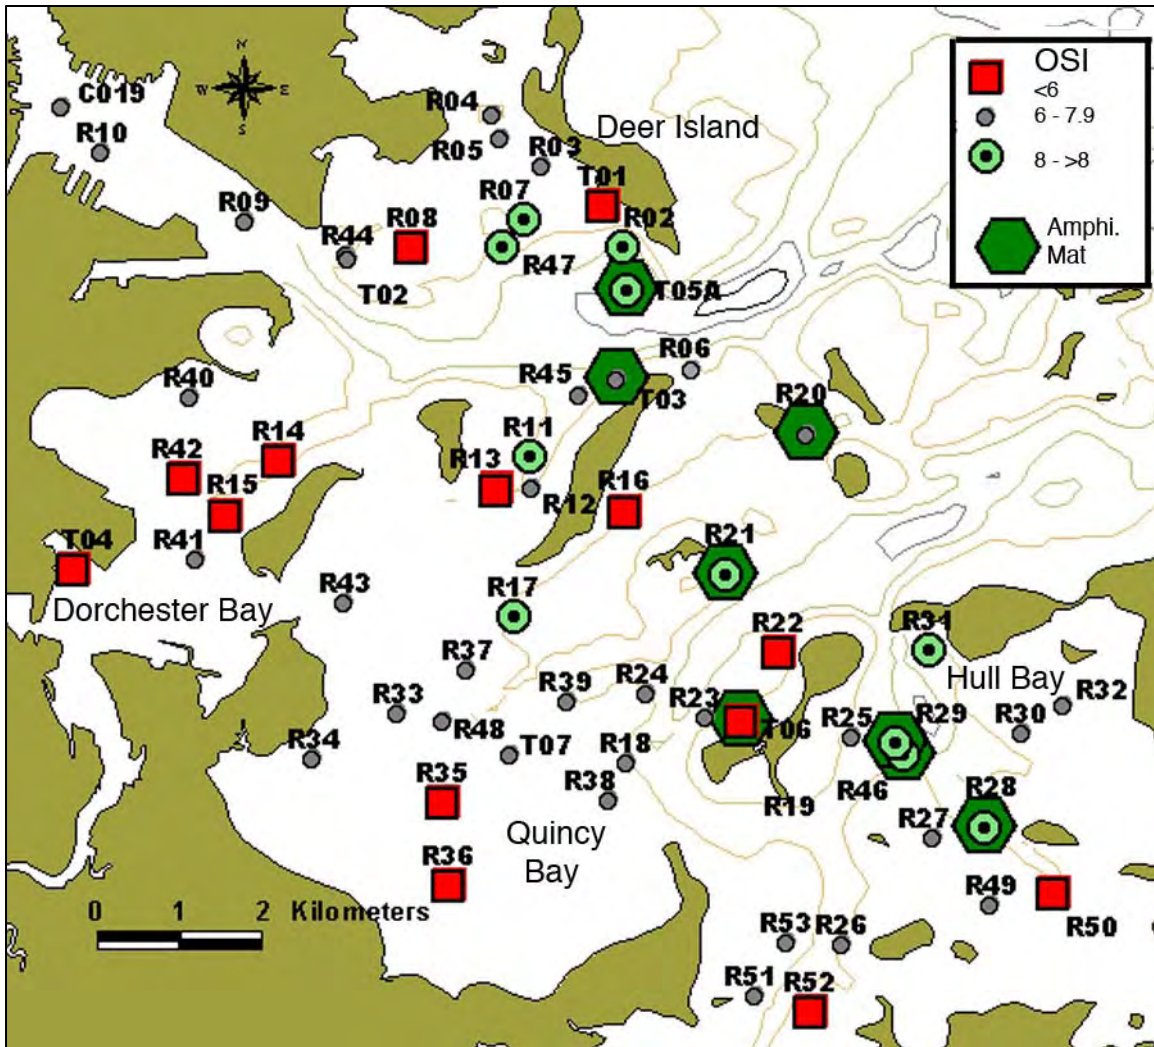 OSI
<6
6 - 7.9
8 - >8
Amphi.
Mat
N
W E
S
C019
R10
R04
R05
R03
Deer Island
T01
R09
R07
R02
R08
R44
R47
T02
T05A
R06
R45
T03
R40
R20
R11
R14
R42
R13
R15
R16
R12
T04
R41
R21
R43
R17
Dorchester Bay
R22
R31
R37
R24
Hull Bay
R39
R32
R33
R23
R48
T06
R25
R29
R30
R34
T07
R18
R38
R35
R19
R46
R28
R27
Quincy
Bay
R36
R49
R50
0 1 2 Kilometers
R53
R26
R51
R52